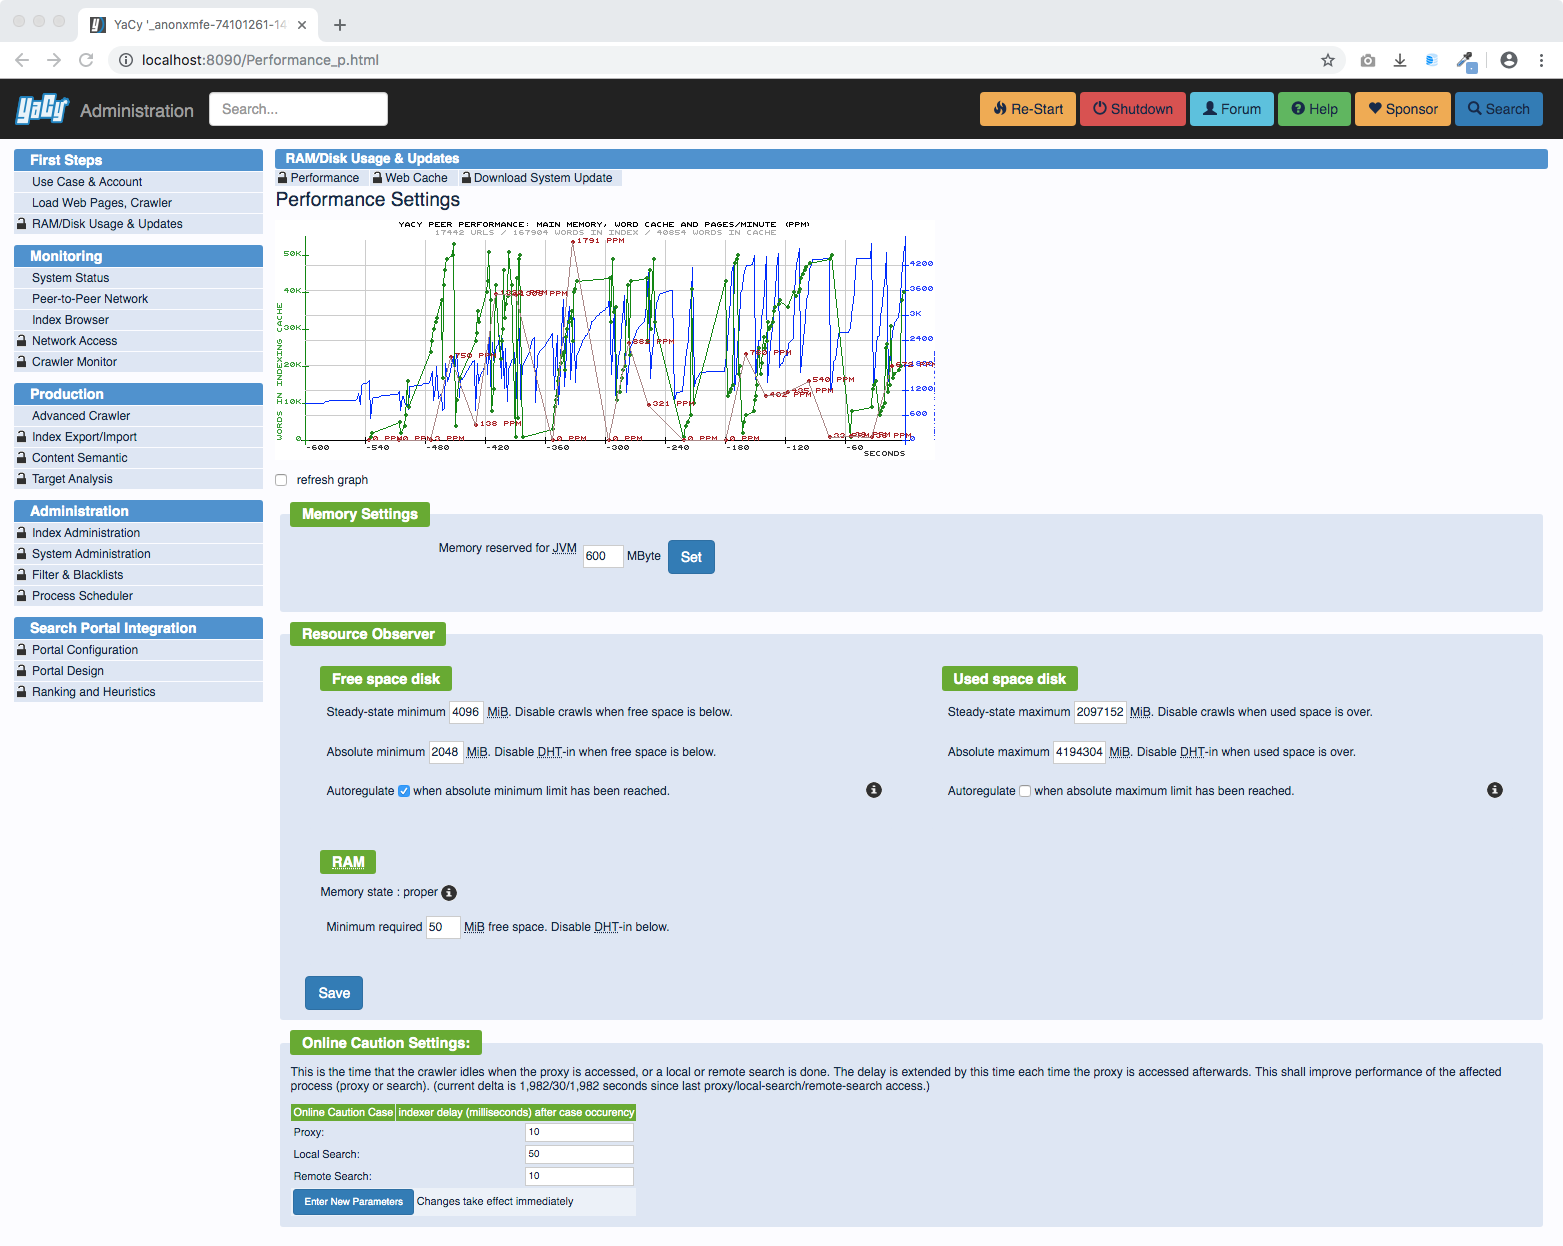 YaCy '_anonxmfe-74101261-14
localhost:8090/Performance_p.html
YaCy Administration Search... Re-Start Shutdown Forum Help Sponsor Search
First Steps
Use Case & Account
Load Web Pages, Crawler
RAM/Disk Usage & Updates
Monitoring
System Status
Peer-to-Peer Network
Index Browser
Network Access
Crawler Monitor
Production
Advanced Crawler
Index Export/Import
Content Semantic
Target Analysis
Administration
Index Administration
System Administration
Filter & Blacklists
Process Scheduler
Search Portal Integration
Portal Configuration
Portal Design
Ranking and Heuristics
RAM/Disk Usage & Updates
Performance Web Cache Download System Update
Performance Settings
YACY PEER PERFORMANCE: MAIN MEMORY, WORD CACHE AND PAGES/MINUTE (PPM)
17442 URLS / 167904 WORDS IN INDEX / 40854 WORDS IN CACHE
1791 PPM
50K 4200
40K 3600
30K 3K
2400
20K
1200
10K 600
0 0
750 PPM
138 PPM
321 PPM
402 PPM
540 PPM
WORDS IN INDEXING CACHE
-600 -540 -480 -420 -360 -300 -240 -180 -120 -60
SECONDS
refresh graph
Memory Settings
Memory reserved for JVM 600 MByte Set
Resource Observer
Free space disk
Steady-state minimum 4096 MiB. Disable crawls when free space is below.
Absolute minimum 2048 MiB. Disable DHT-in when free space is below.
Autoregulate when absolute minimum limit has been reached.
Used space disk
Steady-state maximum 2097152 MiB. Disable crawls when used space is over.
Absolute maximum 4194304 MiB. Disable DHT-in when used space is over.
Autoregulate when absolute maximum limit has been reached.
RAM
Memory state : proper
Minimum required 50 MiB free space. Disable DHT-in below.
Save
Online Caution Settings:
This is the time that the crawler idles when the proxy is accessed, or a local or remote search is done. The delay is extended by this time each time the proxy is accessed afterwards. This shall improve performance of the affected
process (proxy or search). (current delta is 1,982/30/1,982 seconds since last proxy/local-search/remote-search access.)
Online Caution Case indexer delay (milliseconds) after case occurency
Proxy: 10
Local Search: 50
Remote Search: 10
Enter New Parameters Changes take effect immediately